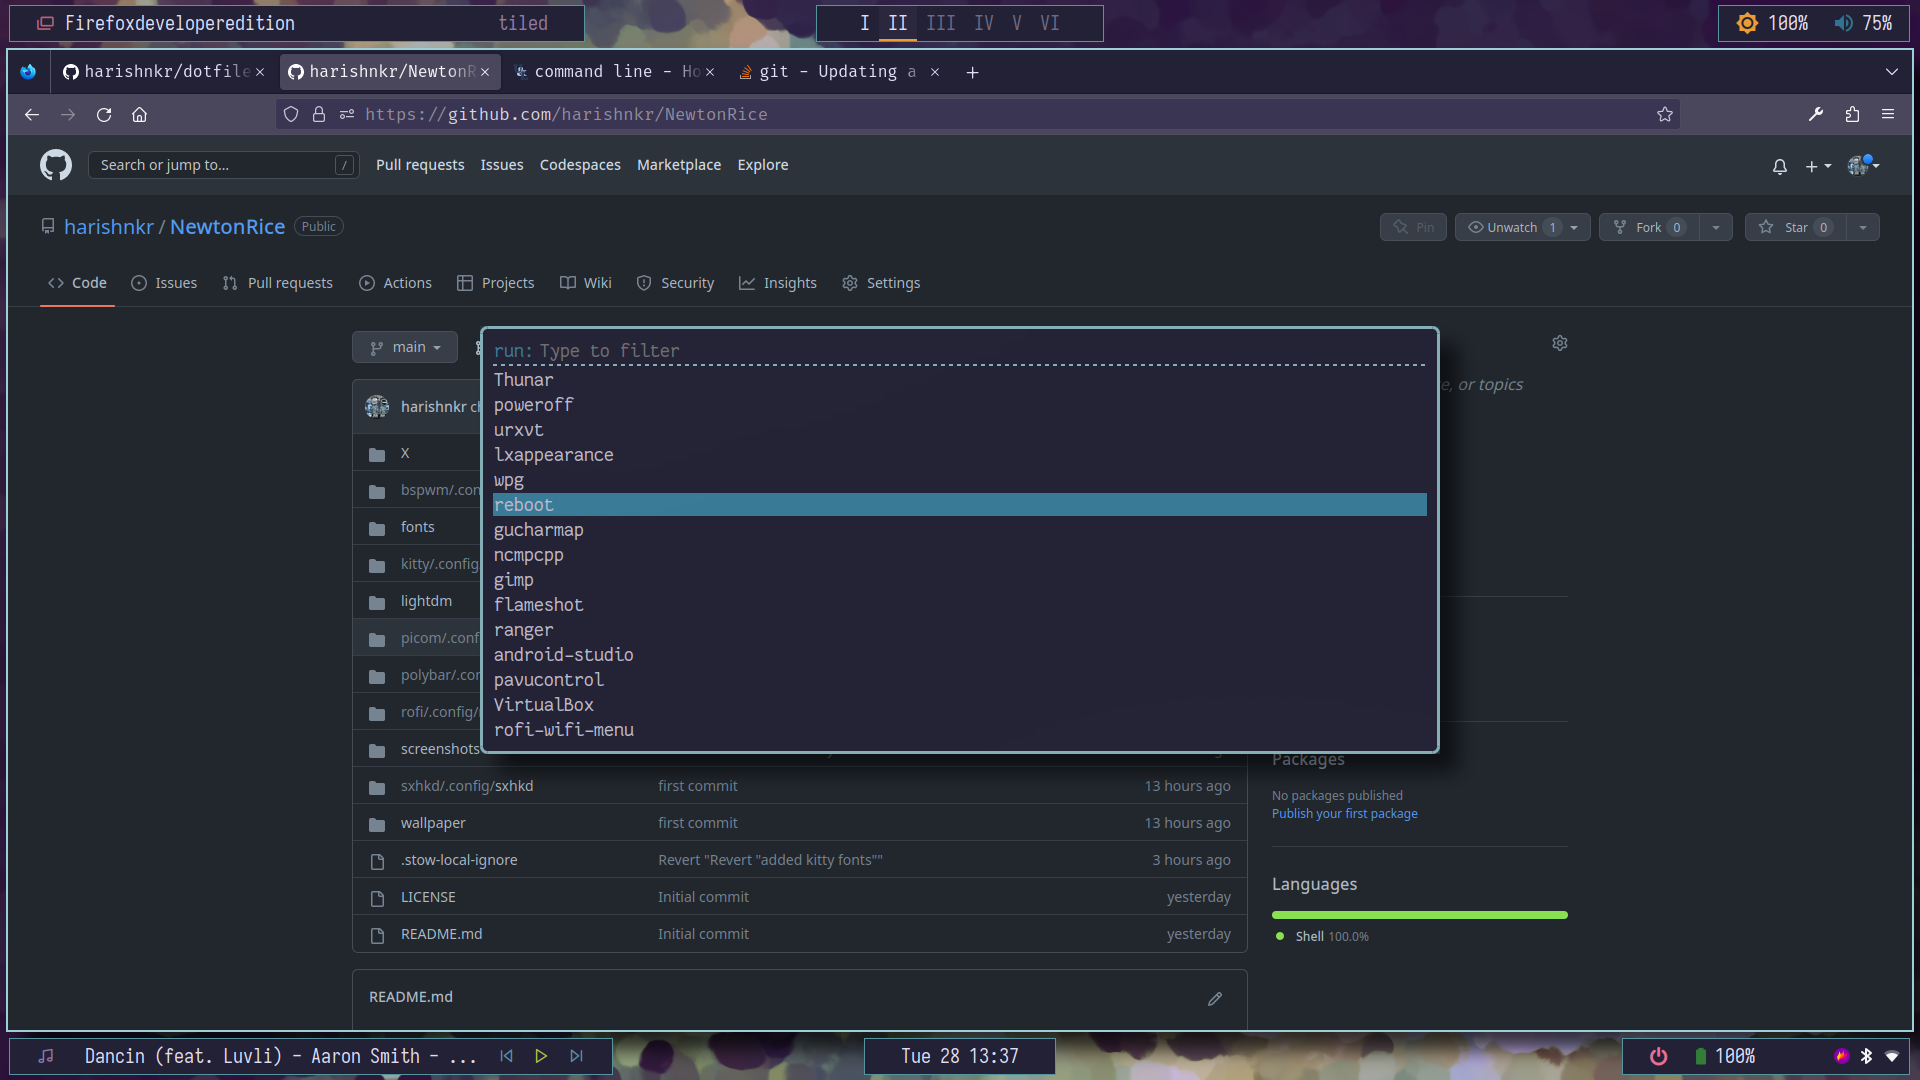 Firefoxdeveloperedition tiled
I II III IV V VI
100% 75%
harishnkr/dotfile
harishnkr/NewtonR
command line - Ho
git - Updating a
https://github.com/harishnkr/NewtonRice
Search or jump to... /
Pull requests Issues Codespaces Marketplace Explore
harishnkr / NewtonRice Public
Pin Unwatch 1 Fork 0 Star 0
Code Issues Pull requests Actions Projects Wiki Security Insights Settings
main
run: Type to filter
Thunar
poweroff
urxvt
lxappearance
wpg
reboot
gucharmap
ncmpcpp
gimp
flameshot
ranger
android-studio
pavucontrol
VirtualBox
rofi-wifi-menu
e, or topics
harishnkr
X
bspwm/.con
fonts
kitty/.config
lightdm
picom/.conf
polybar/.con
rofi/.config/
screenshots
sxhkd/.config/sxhkd first commit 13 hours ago
wallpaper first commit 13 hours ago
.stow-local-ignore Revert "Revert "added kitty fonts"" 3 hours ago
LICENSE Initial commit yesterday
README.md Initial commit yesterday
README.md
Packages
No packages published
Publish your first package
Languages
Shell 100.0%
Dancin (feat. Luvli) - Aaron Smith - ...
Tue 28 13:37
100%